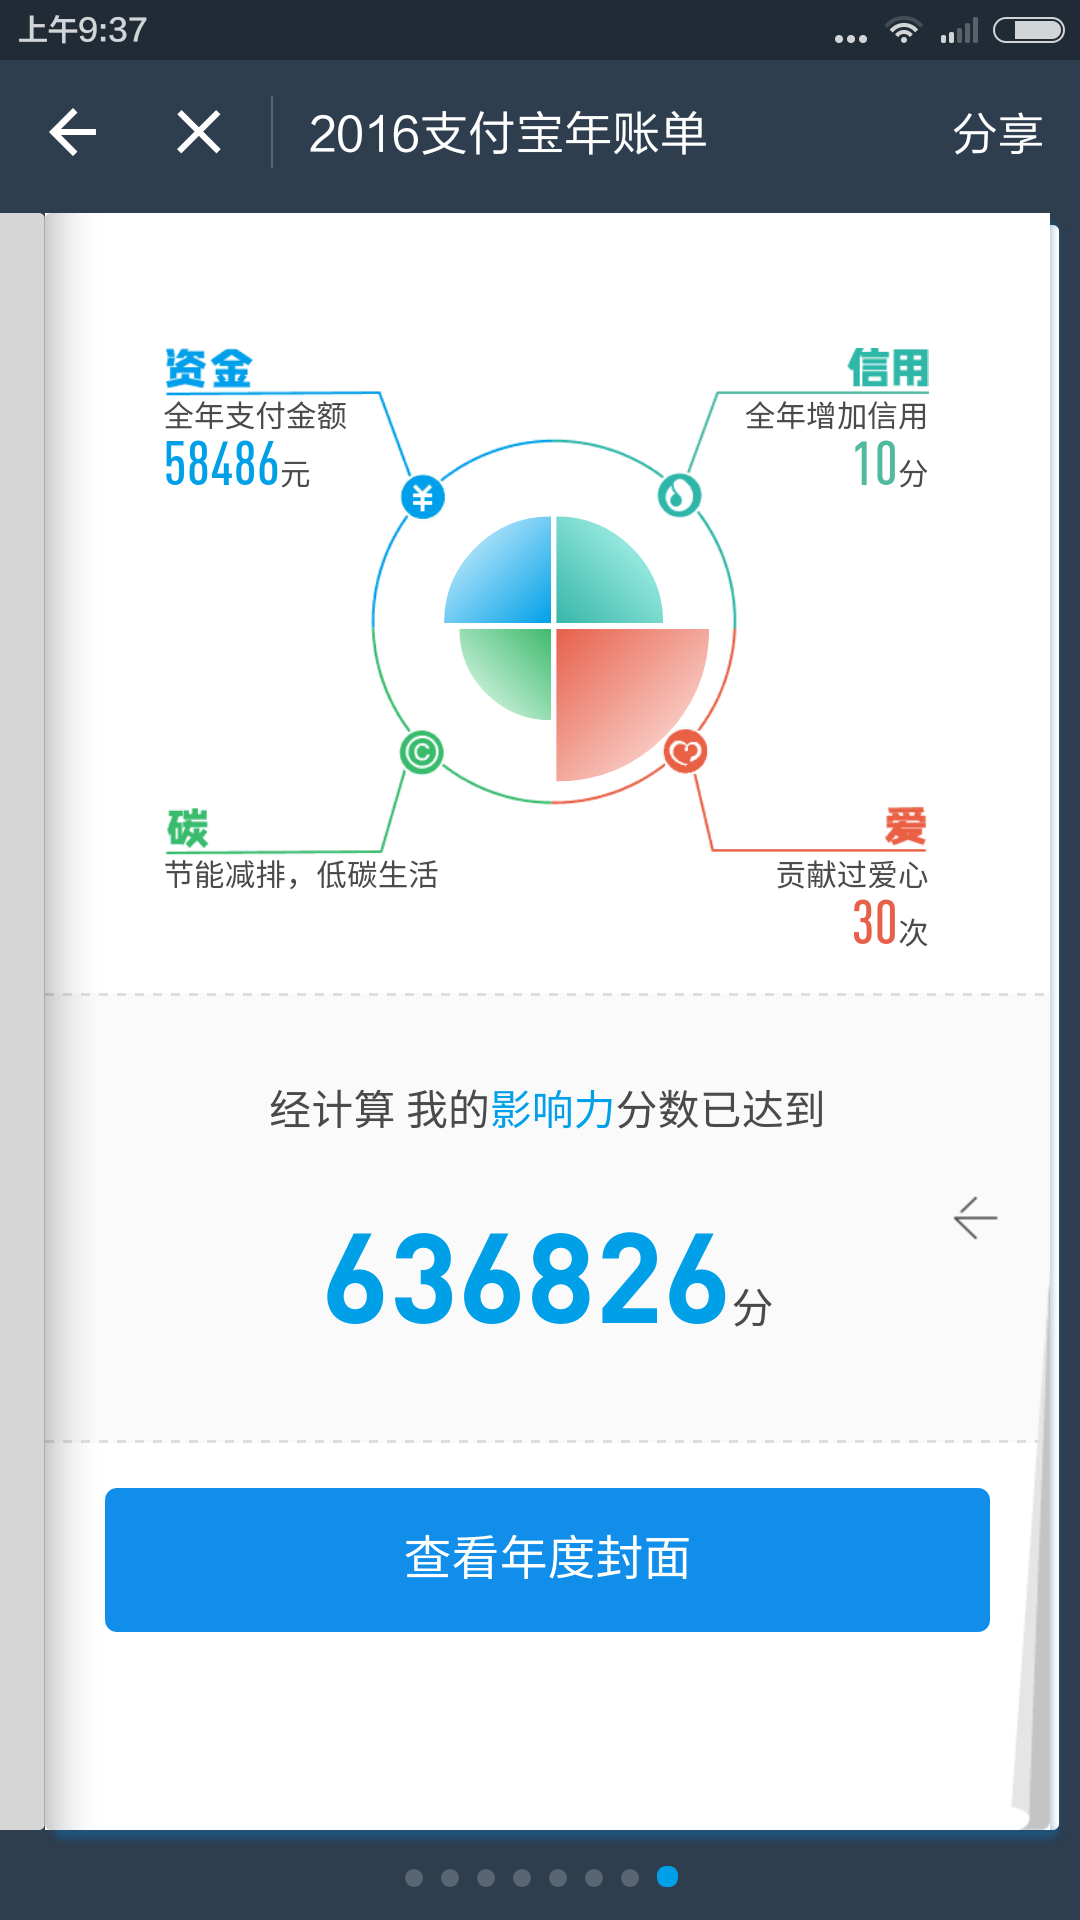 上午9:37
2016支付宝年账单
分享
资金
全年支付金额
58486元
信用
全年增加信用
10分
¥
©
碳
节能减排，低碳生活
爱
贡献过爱心
30次
经计算 我的影响力分数已达到
636826分
查看年度封面